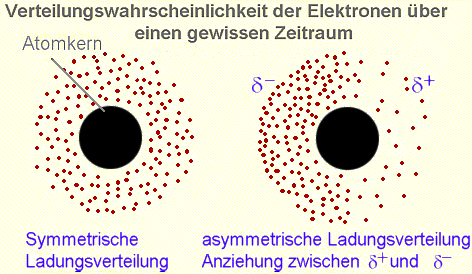 Verteilungswahrscheinlichkeit der Elektronen über
einen gewissen Zeitraum
Atomkern
δ− δ+
Symmetrische
Ladungsverteilung
asymmetrische Ladungsverteilung
Anziehung zwischen δ+ und δ−